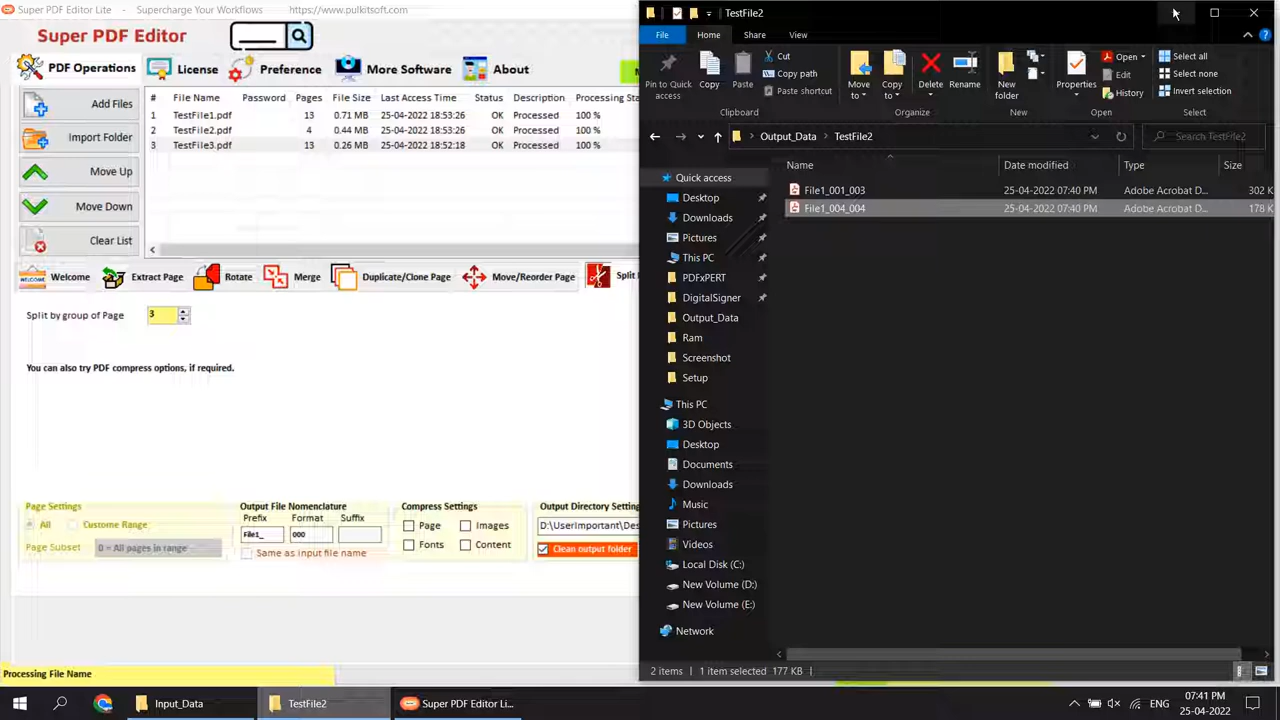 Super PDF Editor Lite - Supercharge Your Workflows https://www.pulkitsoft.com
Super PDF Editor
PDF Operations License Preference More Software About
Add Files
Import Folder
Move Up
Move Down
Clear List
# File Name Password Pages File Size Last Access Time Status Description Processing Sta
1 TestFile1.pdf 13 0.71 MB 25-04-2022 18:53:26 OK Processed 100 %
2 TestFile2.pdf 4 0.44 MB 25-04-2022 18:53:26 OK Processed 100 %
3 TestFile3.pdf 13 0.26 MB 25-04-2022 18:52:18 OK Processed 100 %
WELCOME Welcome Extract Page Rotate Merge Duplicate/Clone Page Move/Reorder Page Split
Split by group of Page 3
You can also try PDF compress options, if required.
Page Settings
All Custome Range
Page Subset 0 = All pages in range
Output File Nomenclature
Prefix Format Suffix
File1_ 000
Same as input file name
Compress Settings
Page Images
Fonts Content
Output Directory Setting
D:\UserImportant\Des
Clean output folder
Processing File Name
TestFile2
File Home Share View
Pin to Quick access
Copy
Paste
Cut
Copy path
Paste shortcut
Clipboard
Move to
Copy to
Delete
Rename
Organize
New folder
New
Properties
Open
Edit
History
Open
Select all
Select none
Invert selection
Select
Output_Data TestFile2
Search TestFile2
Name Date modified Type Size
File1_001_003 25-04-2022 07:40 PM Adobe Acrobat D... 302 K
File1_004_004 25-04-2022 07:40 PM Adobe Acrobat D... 178 K
Quick access
Desktop
Downloads
Pictures
This PC
PDFxPERT
DigitalSigner
Output_Data
Ram
Screenshot
Setup
This PC
3D Objects
Desktop
Documents
Downloads
Music
Pictures
Videos
Local Disk (C:)
New Volume (D:)
New Volume (E:)
Network
2 items 1 item selected 177 KB
Input_Data TestFile2 Super PDF Editor Li...
ENG
07:41 PM
25-04-2022